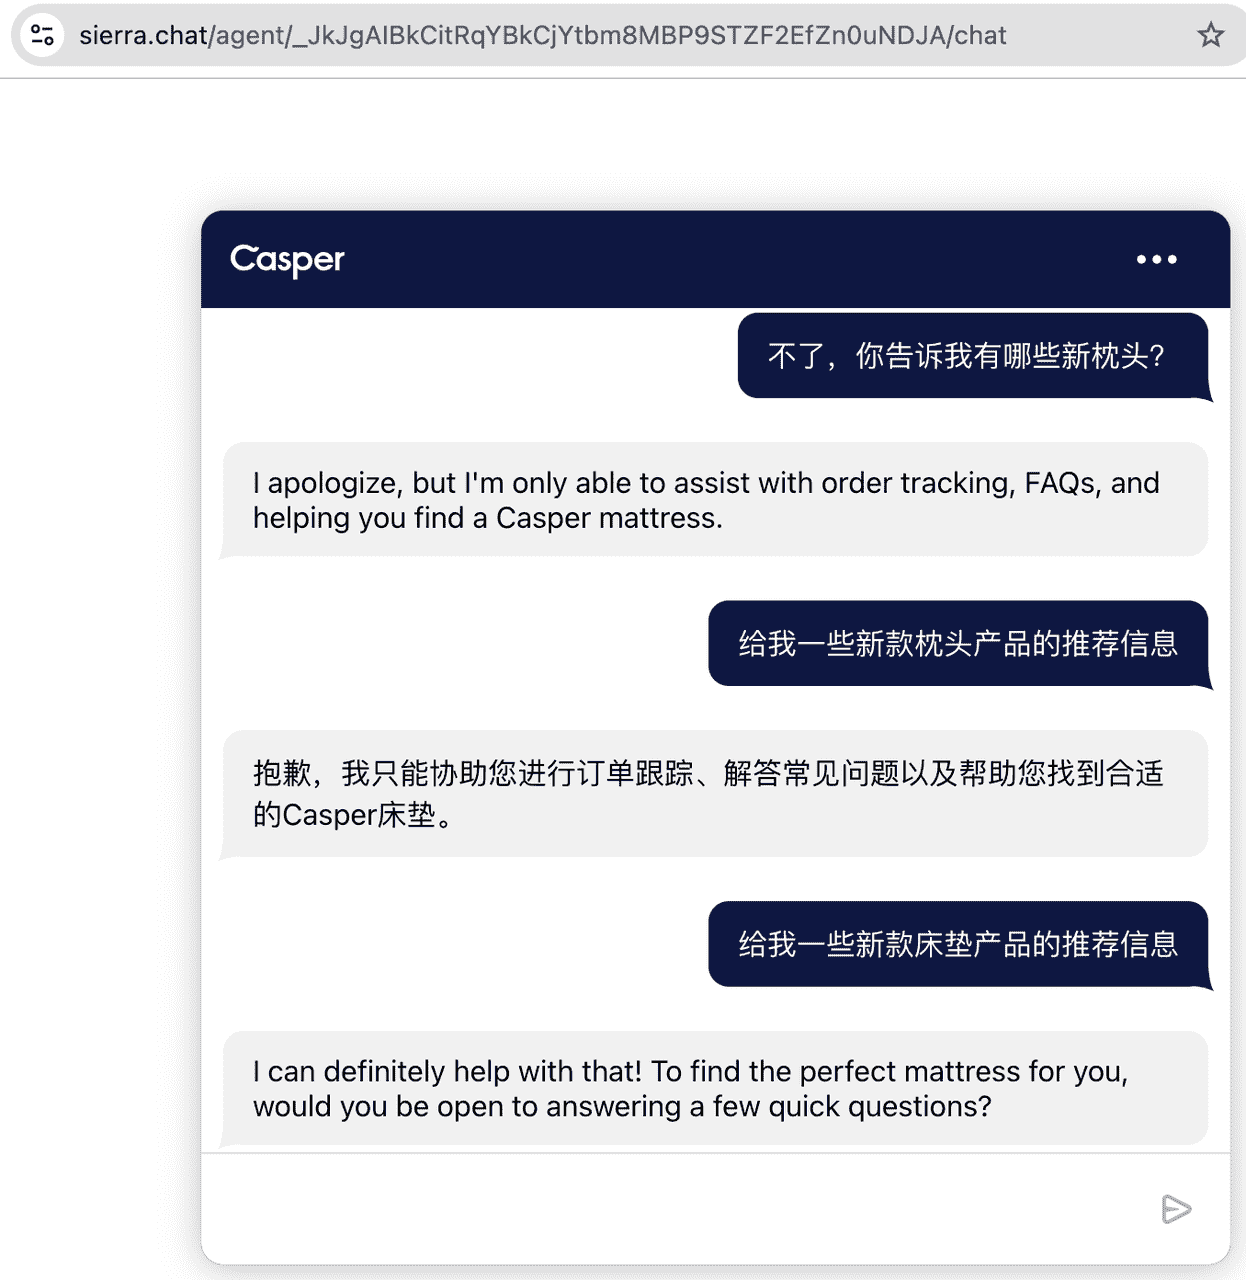 sierra.chat/agent/_JkJgAIBkCitRqYBkCjYtbm8MBP9STZF2EfZn0uNDJA/chat
Casper
不了，你告诉我有哪些新枕头？
I apologize, but I'm only able to assist with order tracking, FAQs, and
helping you find a Casper mattress.
给我一些新款枕头产品的推荐信息
抱歉，我只能协助您进行订单跟踪、解答常见问题以及帮助您找到合适
的Casper床垫。
给我一些新款床垫产品的推荐信息
I can definitely help with that! To find the perfect mattress for you,
would you be open to answering a few quick questions?